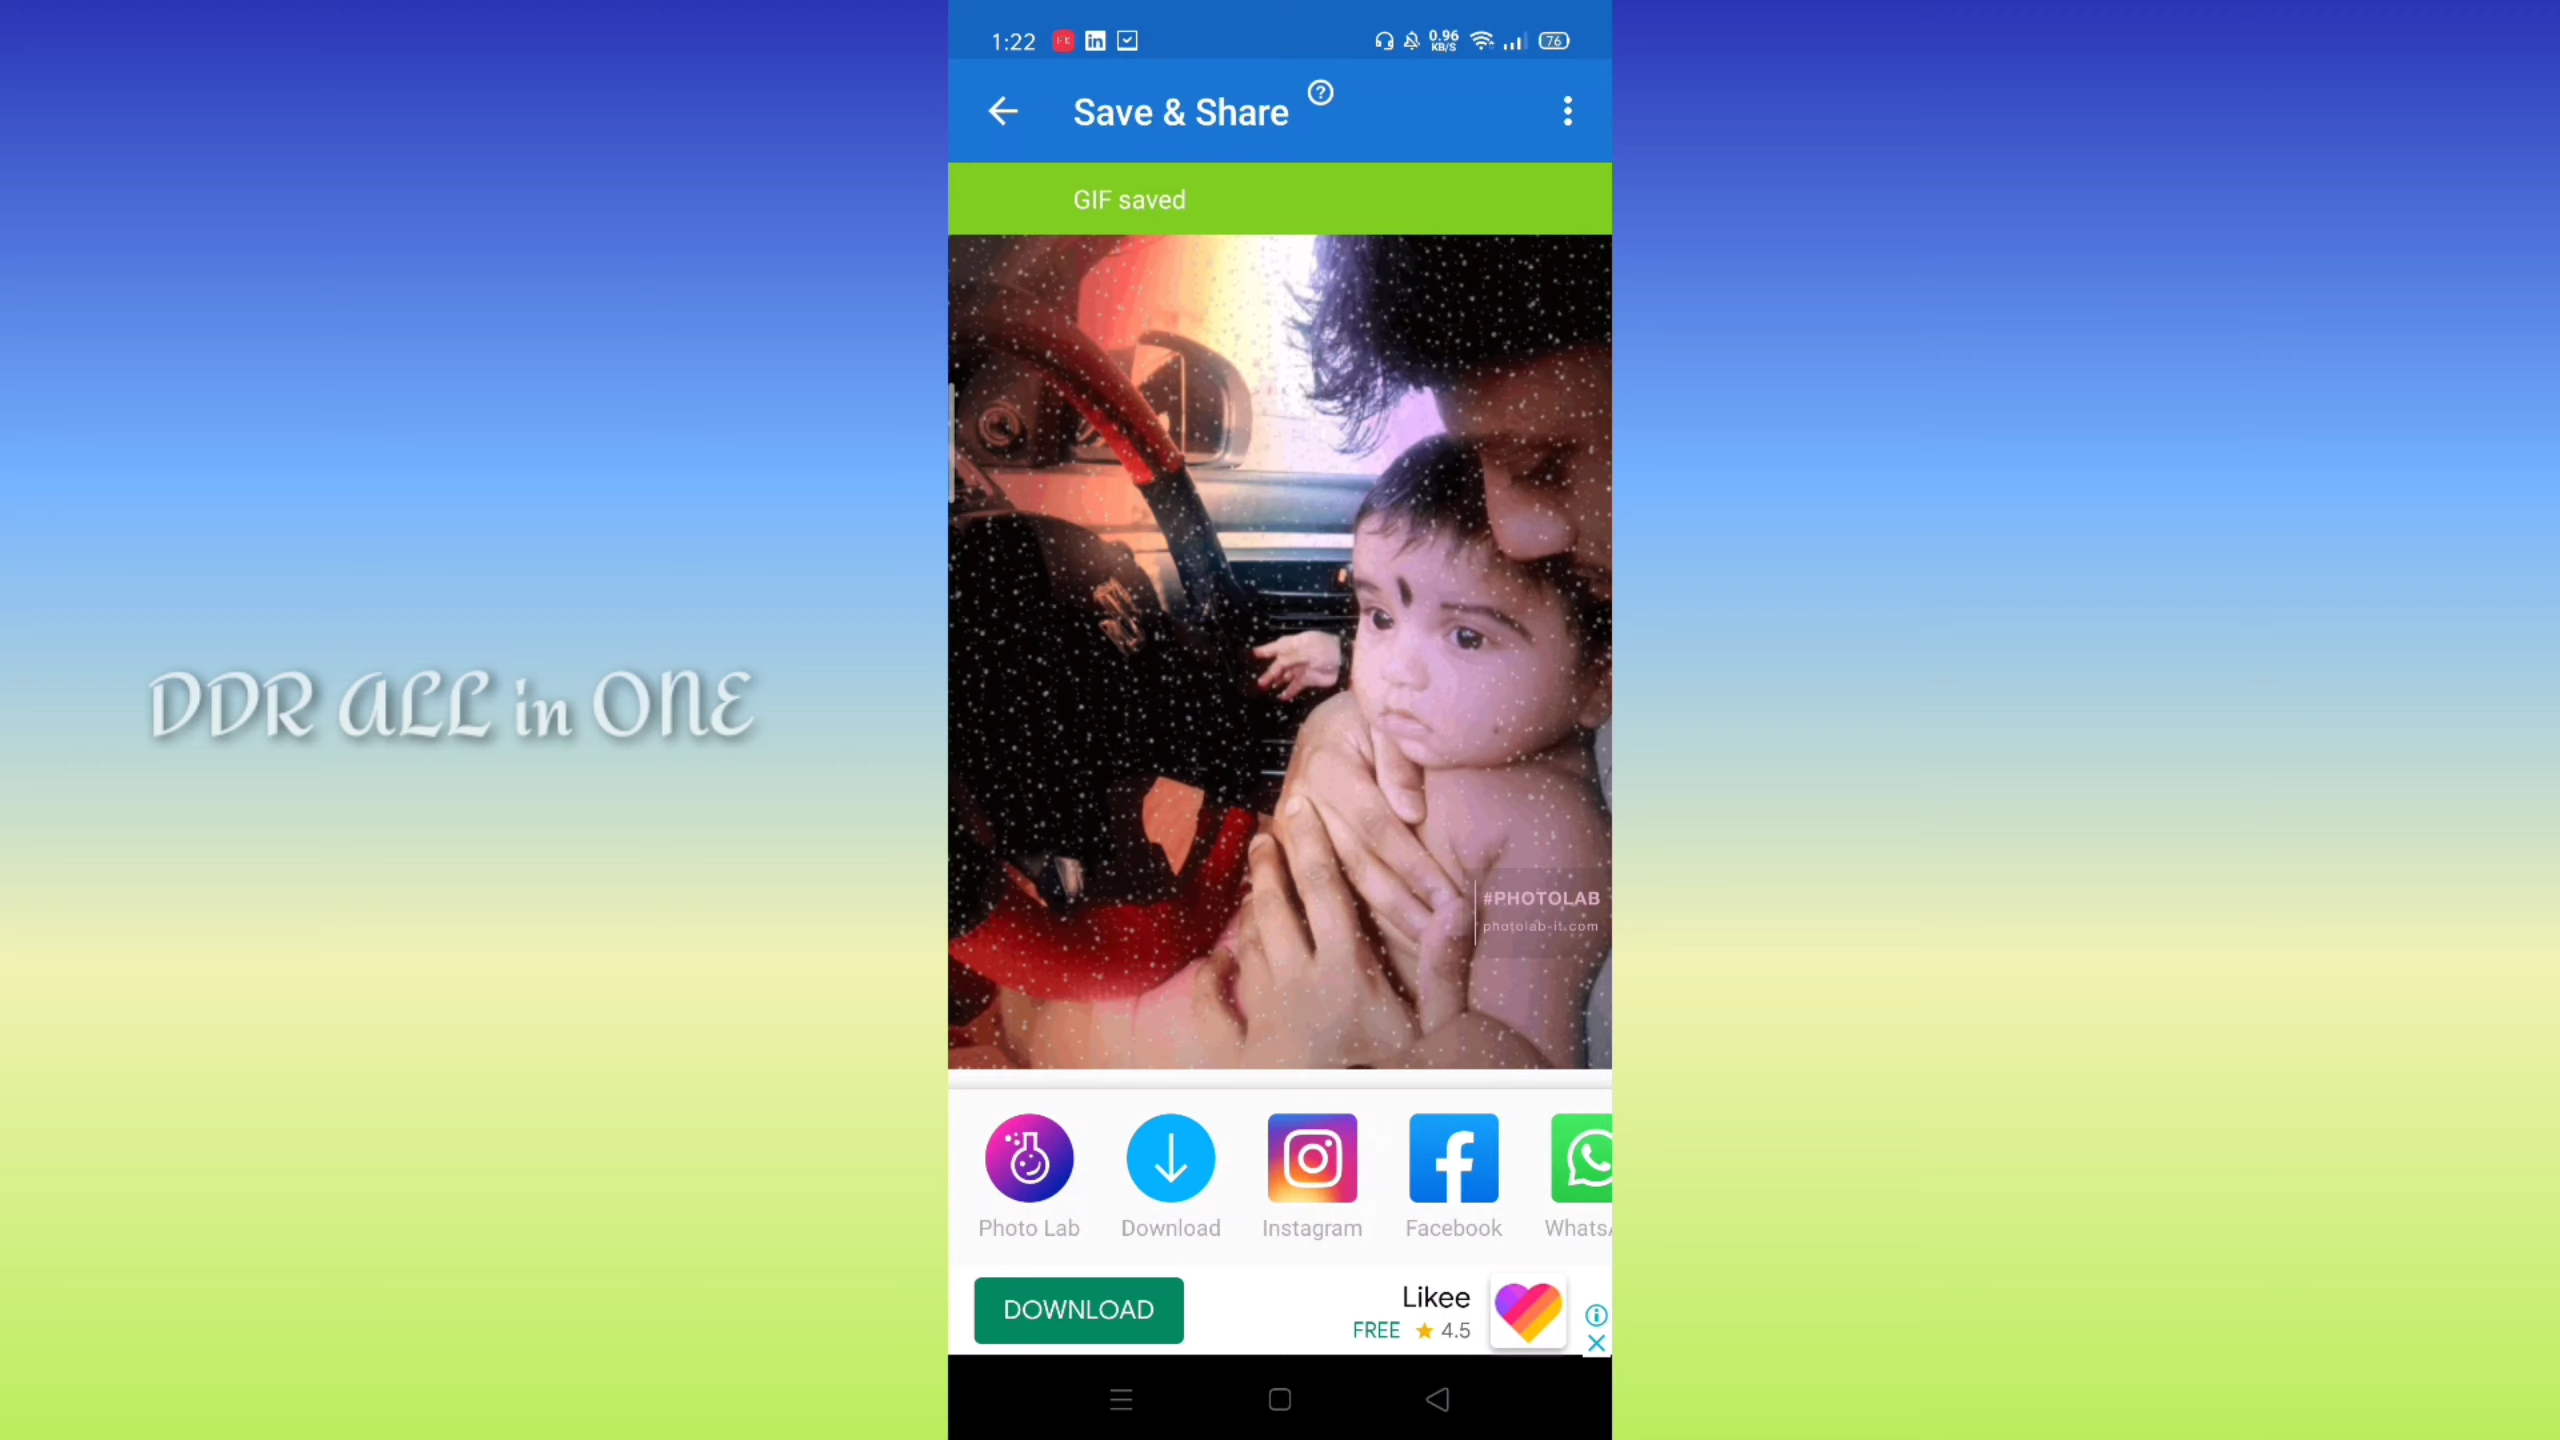 1:22
0.96
KB/S
76
Save & Share
GIF saved
DDR ALL in ONE
#PHOTOLAB
photolab-it.com
Photo Lab
Download
Instagram
Facebook
WhatsA
DOWNLOAD
Likee
FREE ★ 4.5